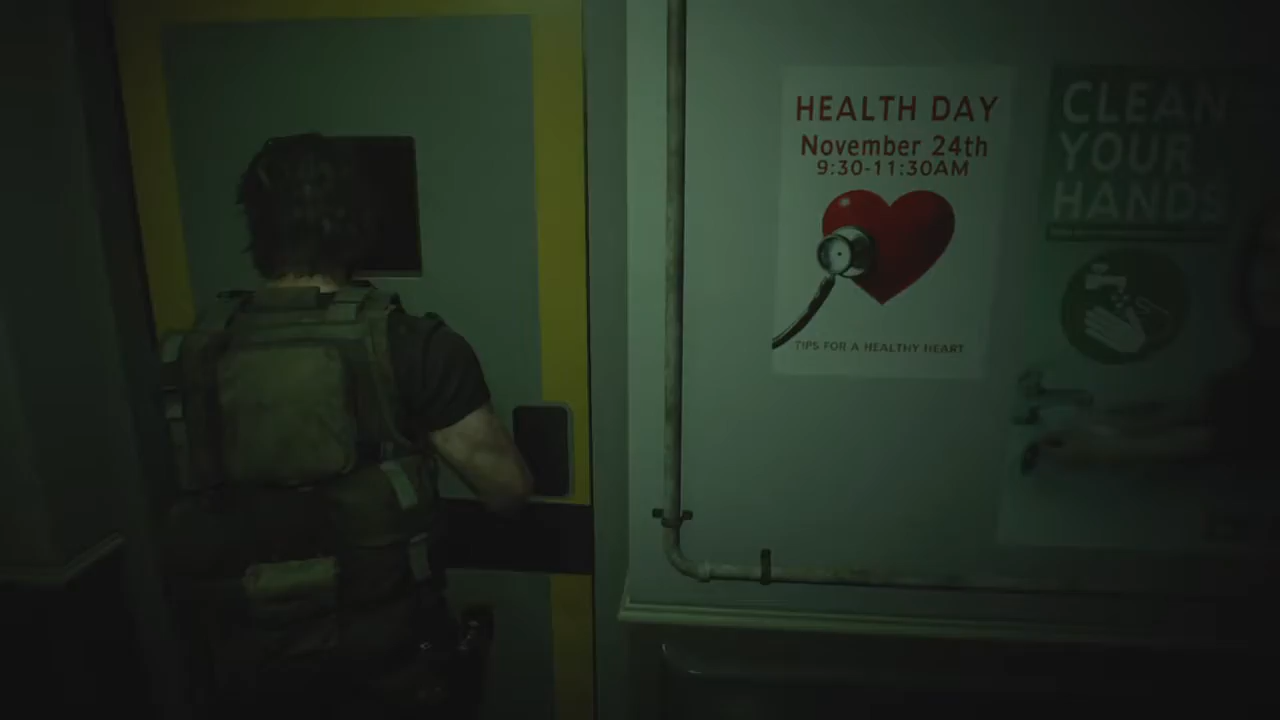 HEALTH DAY
November 24th
9:30-11:30AM
TIPS FOR A HEALTHY HEART
CLEAN
YOUR
HANDS